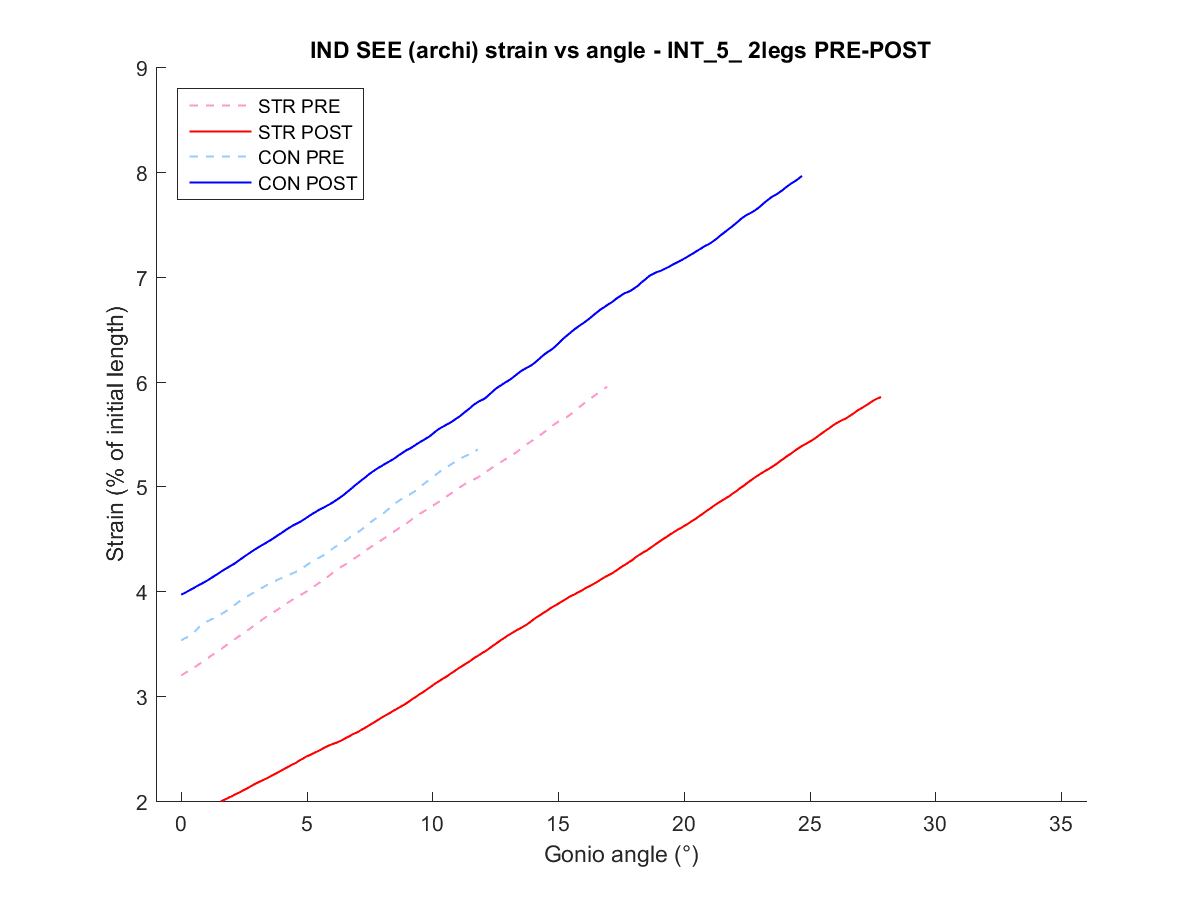 IND SEE (archi) strain vs angle - INT_5_ 2legs PRE-POST
9
8
7
6
5
4
3
2
STR PRE
STR POST
CON PRE
CON POST
Strain (% of initial length)
0 5 10 15 20 25 30 35
Gonio angle (°)